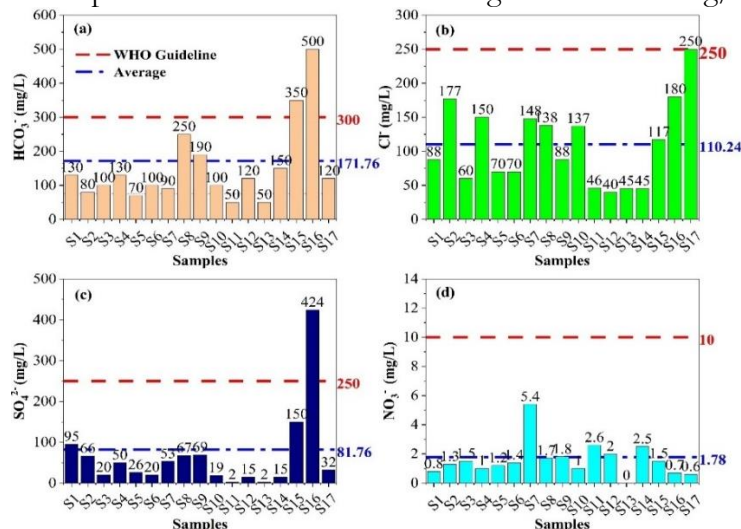 (a)
WHO Guideline
Average
HCO₃⁻ (mg/L)
600
500
400
300
200
100
0
130 80 100 130 70 100 90 250 190 100 50 120 50 150 350 500 120
300
171.76
S1 S2 S3 S4 S5 S6 S7 S8 S9 S10 S11 S12 S13 S14 S15 S16 S17
Samples
(b)
Cl⁻ (mg/L)
300
250
200
150
100
50
0
88 177 60 150 70 70 148 138 88 137 46 40 45 45 117 180 250
250
110.24
S1 S2 S3 S4 S5 S6 S7 S8 S9 S10 S11 S12 S13 S14 S15 S16 S17
Samples
(c)
SO₄²⁻ (mg/L)
500
400
300
200
100
0
95 66 20 50 26 20 53 67 69 19 2 15 2 15 150 424 32
250
81.76
S1 S2 S3 S4 S5 S6 S7 S8 S9 S10 S11 S12 S13 S14 S15 S16 S17
Samples
(d)
NO₃⁻ (mg/L)
14
12
10
8
6
4
2
0
0.8 1.3 1.5 1 1.2 1.4 5.4 1.7 1.8 1 2.6 2 0 2.5 1.5 0.7 0.6
10
1.78
S1 S2 S3 S4 S5 S6 S7 S8 S9 S10 S11 S12 S13 S14 S15 S16 S17
Samples